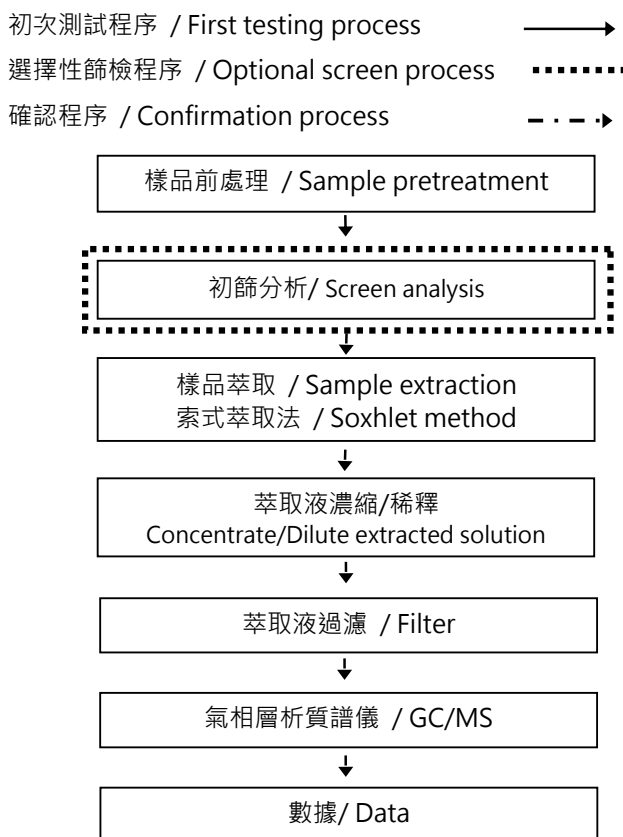 初次測試程序 / First testing process
選擇性篩檢程序 / Optional screen process
確認程序 / Confirmation process
樣品前處理 / Sample pretreatment
初篩分析/ Screen analysis
樣品萃取 / Sample extraction
索式萃取法 / Soxhlet method
萃取液濃縮/稀釋
Concentrate/Dilute extracted solution
萃取液過濾 / Filter
氣相層析質譜儀 / GC/MS
數據/ Data